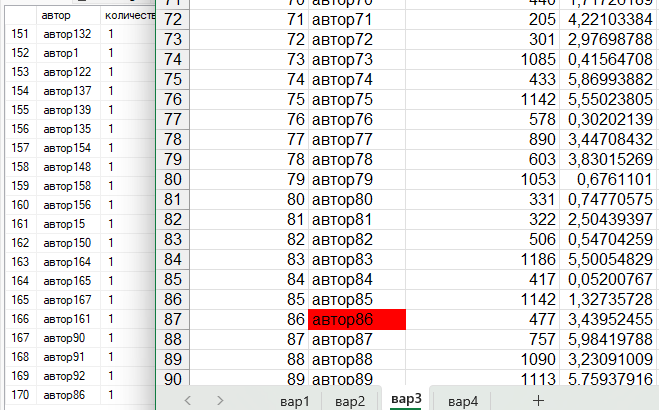 автор количеств
151 автор132 1
152 автор1 1
153 автор122 1
154 автор137 1
155 автор139 1
156 автор135 1
157 автор154 1
158 автор148 1
159 автор158 1
160 автор156 1
161 автор15 1
162 автор150 1
163 автор164 1
164 автор165 1
165 автор167 1
166 автор161 1
167 автор90 1
168 автор91 1
169 автор92 1
170 автор86 1
71 70 автор70 440 1,71726189
72 71 автор71 205 4,22103384
73 72 автор72 301 2,97698788
74 73 автор73 1085 0,41564708
75 74 автор74 433 5,86993882
76 75 автор75 1142 5,55023805
77 76 автор76 578 0,30202139
78 77 автор77 890 3,44708432
79 78 автор78 603 3,83015269
80 79 автор79 1053 0,6761101
81 80 автор80 331 0,74770575
82 81 автор81 322 2,50439397
83 82 автор82 506 0,54704259
84 83 автор83 1186 5,50054829
85 84 автор84 417 0,05200767
86 85 автор85 1142 1,32735728
87 86 автор86 477 3,43952455
88 87 автор87 757 5,98419788
89 88 автор88 1090 3,23091009
90 89 автор89 1113 5,75937916
вар1 вар2 вар3 вар4 +